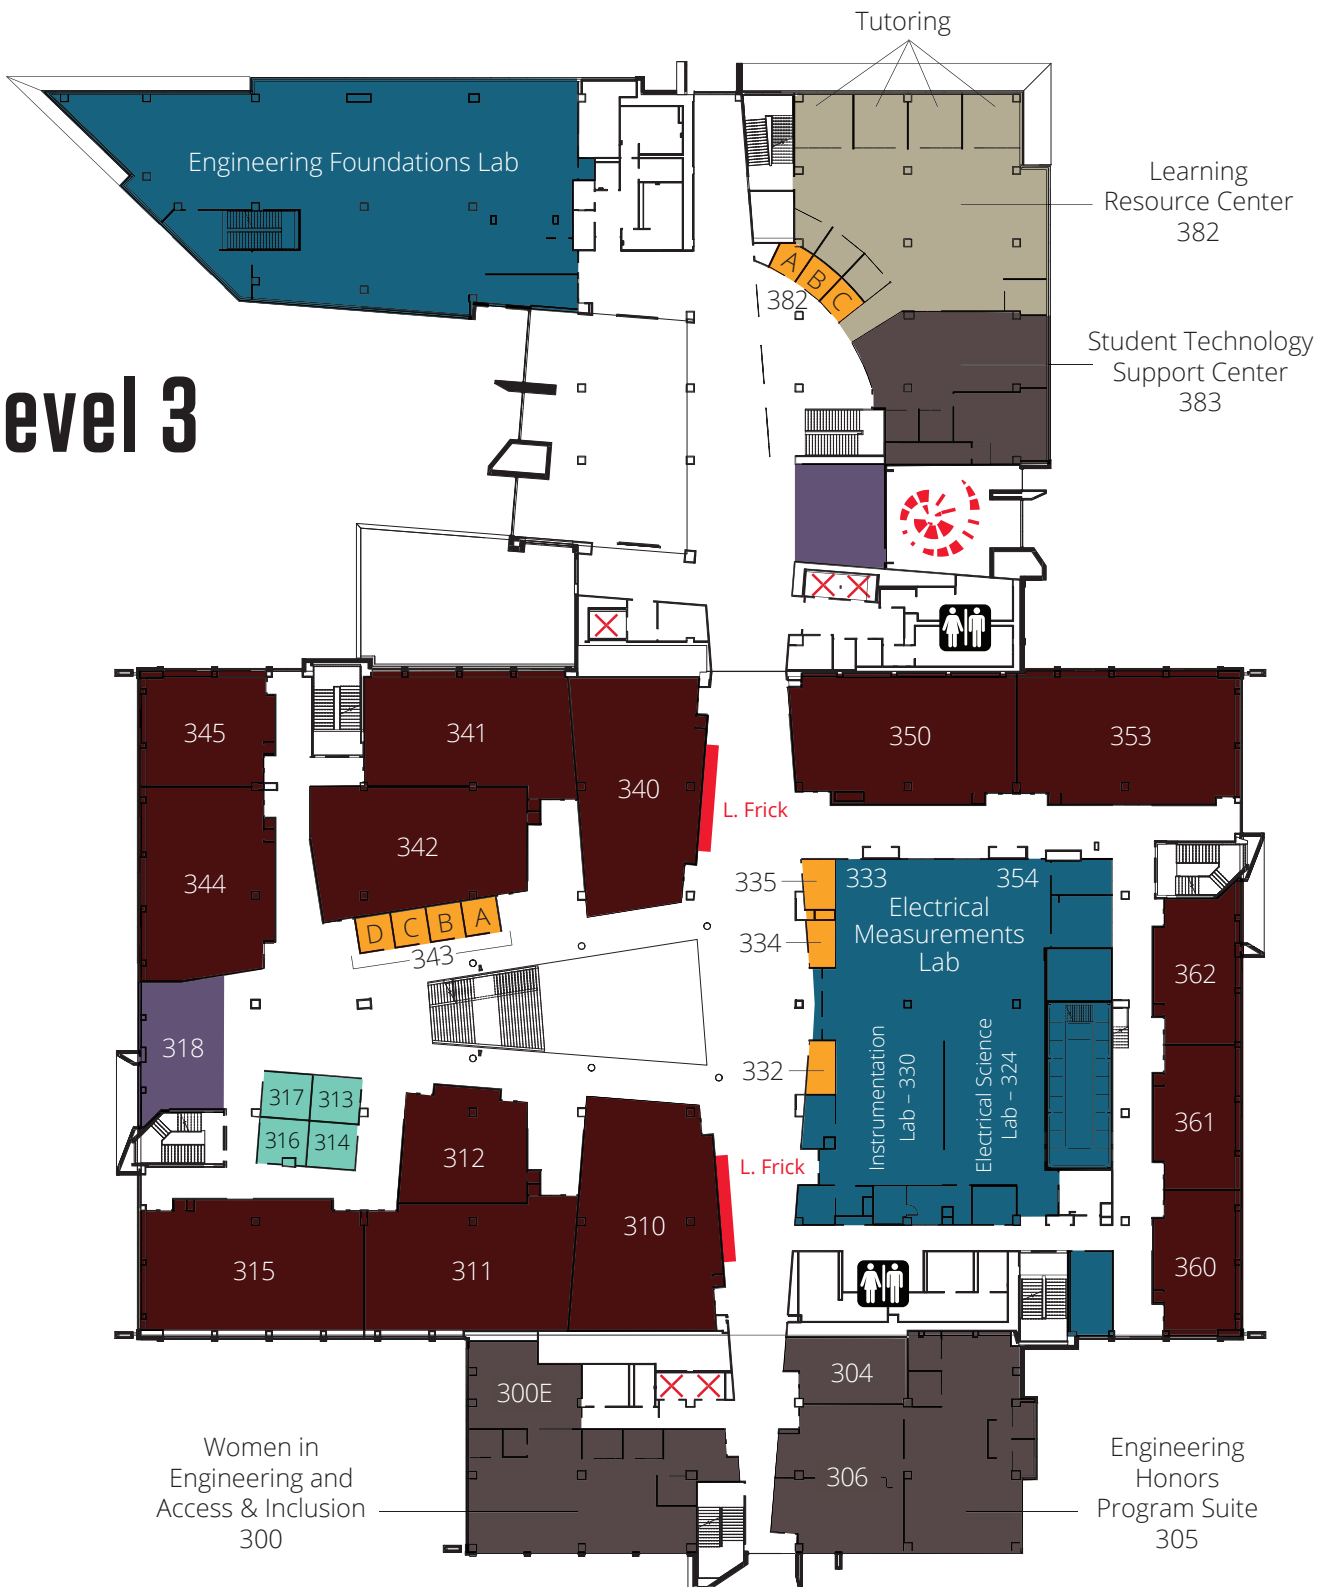 Tutoring
Engineering Foundations Lab
Learning
Resource Center
382
A
B
C
382
Student Technology
Support Center
383
evel 3
345
341
340
350
353
L. Frick
342
344
335
333
354
Electrical
Measurements
Lab
D
C
B
A
343
334
362
318
Instrumentation
Lab – 330
Electrical Science
Lab – 324
332
317
313
316
314
361
312
L. Frick
310
315
311
360
304
300E
306
Women in
Engineering and
Access & Inclusion
300
Engineering
Honors
Program Suite
305